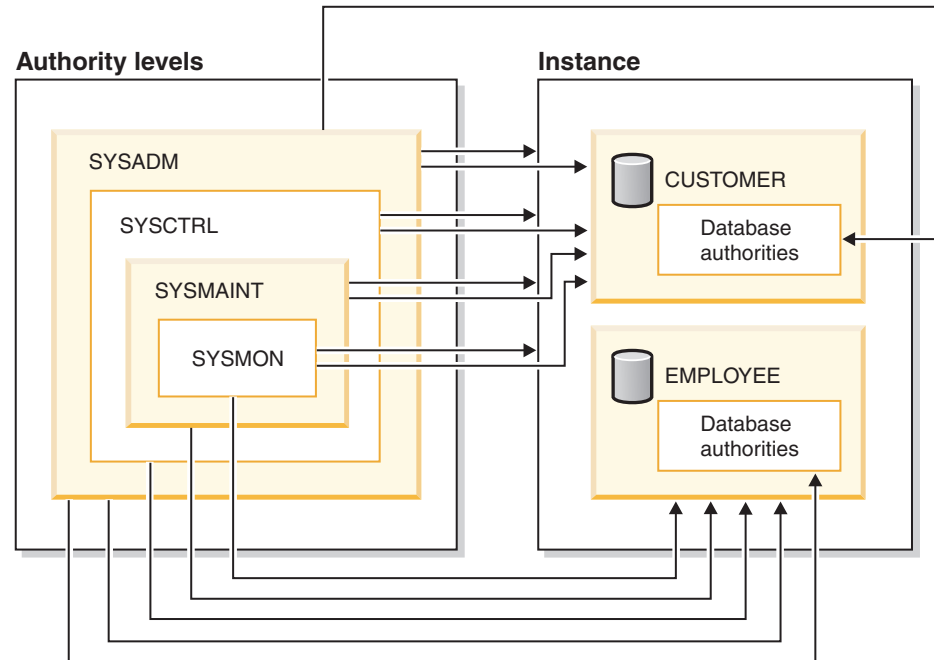 Authority levels
SYSADM
SYSCTRL
SYSMAINT
SYSMON
Instance
CUSTOMER
Database
authorities
EMPLOYEE
Database
authorities